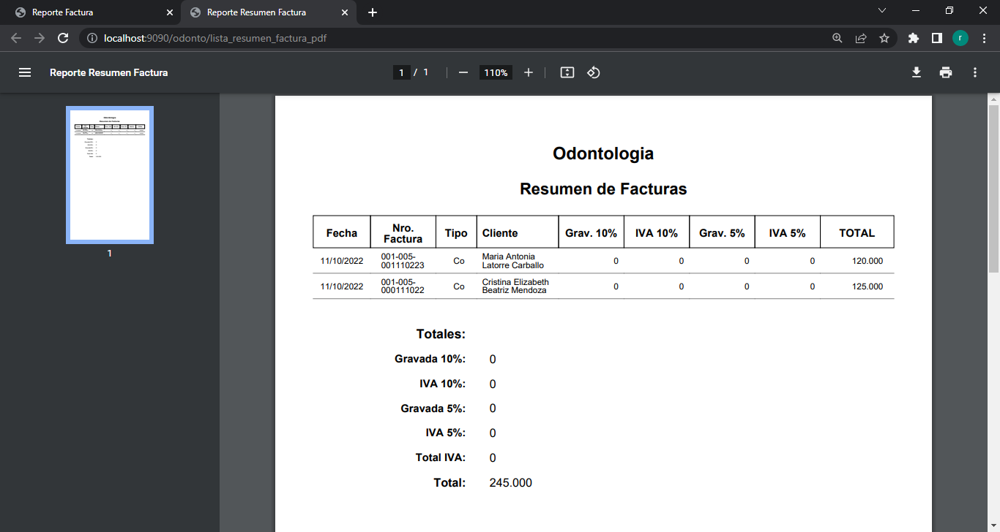 Reporte Factura
Reporte Resumen Factura
localhost:9090/odonto/lista_resumen_factura_pdf
r
Reporte Resumen Factura
1 / 1
110%
1
Odontologia
Resumen de Facturas
Fecha Nro. Factura Tipo Cliente Grav. 10% IVA 10% Grav. 5% IVA 5% TOTAL
11/10/2022 001-005-001110223 Co Maria Antonia Latorre Carballo 0 0 0 0 120.000
11/10/2022 001-005-000111022 Co Cristina Elizabeth Beatriz Mendoza 0 0 0 0 125.000
Totales:
Gravada 10%: 0
IVA 10%: 0
Gravada 5%: 0
IVA 5%: 0
Total IVA: 0
Total: 245.000